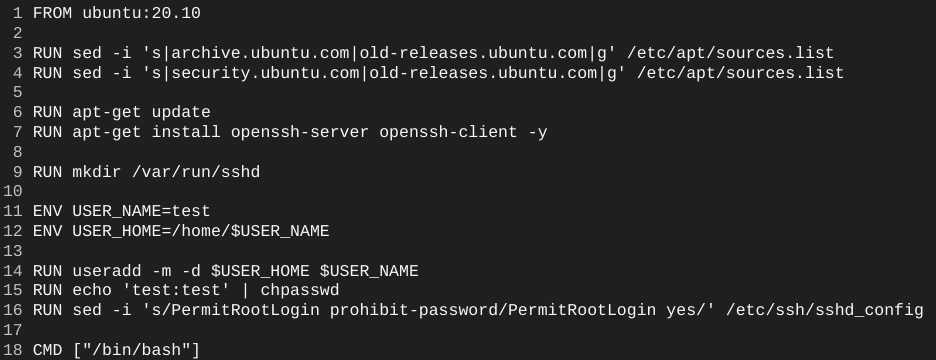 1 FROM ubuntu:20.10
2
3 RUN sed -i 's|archive.ubuntu.com|old-releases.ubuntu.com|g' /etc/apt/sources.list
4 RUN sed -i 's|security.ubuntu.com|old-releases.ubuntu.com|g' /etc/apt/sources.list
5
6 RUN apt-get update
7 RUN apt-get install openssh-server openssh-client -y
8
9 RUN mkdir /var/run/sshd
10
11 ENV USER_NAME=test
12 ENV USER_HOME=/home/$USER_NAME
13
14 RUN useradd -m -d $USER_HOME $USER_NAME
15 RUN echo 'test:test' | chpasswd
16 RUN sed -i 's/PermitRootLogin prohibit-password/PermitRootLogin yes/' /etc/ssh/sshd_config
17
18 CMD ["/bin/bash"]